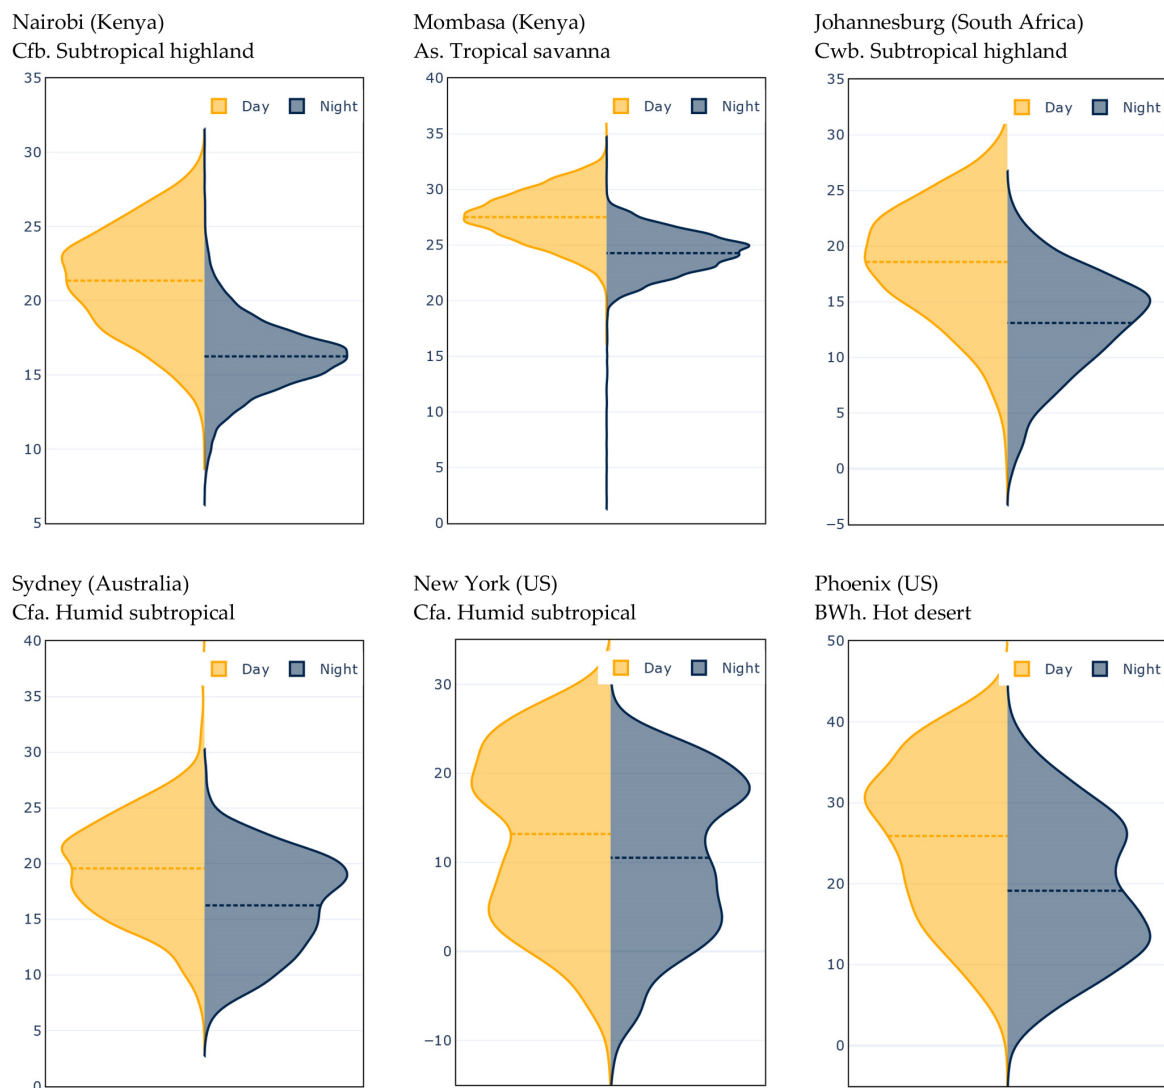 Nairobi (Kenya)
Cfb. Subtropical highland
35
30
25
20
15
10
5
Day Night
Mombasa (Kenya)
As. Tropical savanna
40
35
30
25
20
15
10
5
0
Day Night
Johannesburg (South Africa)
Cwb. Subtropical highland
35
30
25
20
15
10
5
0
−5
Day Night
Sydney (Australia)
Cfa. Humid subtropical
40
35
30
25
20
15
10
5
0
Day Night
New York (US)
Cfa. Humid subtropical
30
20
10
0
−10
Day Night
Phoenix (US)
BWh. Hot desert
50
40
30
20
10
0
Day Night